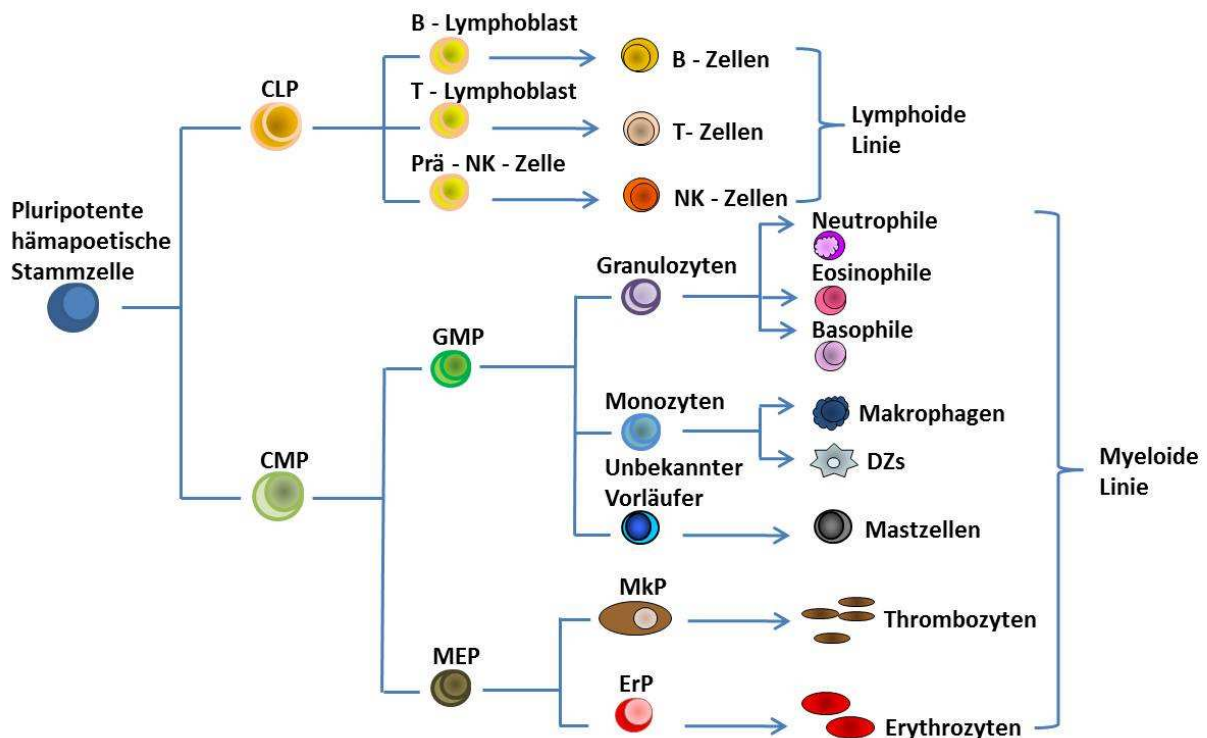 B - Lymphoblast
B - Zellen
CLP
T - Lymphoblast
T- Zellen
Lymphoide
Linie
Prä - NK - Zelle
NK - Zellen
Pluripotente
hämapoetische
Stammzelle
Neutrophile
Granulozyten
Eosinophile
Basophile
GMP
Monozyten
Makrophagen
DZs
CMP
Unbekannter
Vorläufer
Mastzellen
Myeloide
Linie
MkP
Thrombozyten
MEP
ErP
Erythrozyten